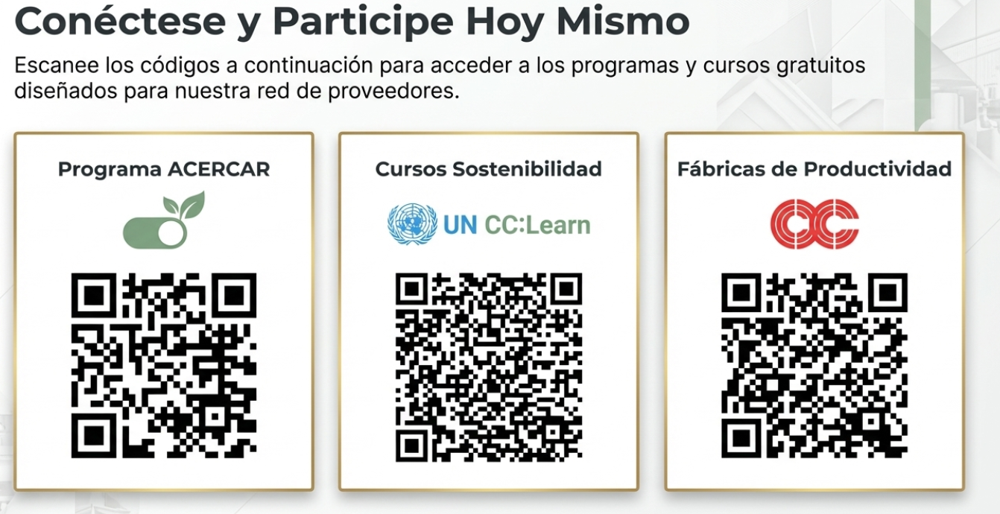 Conéctese y Participe Hoy Mismo
Escanee los códigos a continuación para acceder a los programas y cursos gratuitos
diseñados para nuestra red de proveedores.
Programa ACERCAR
Cursos Sostenibilidad
UN CC:Learn
Fábricas de Productividad